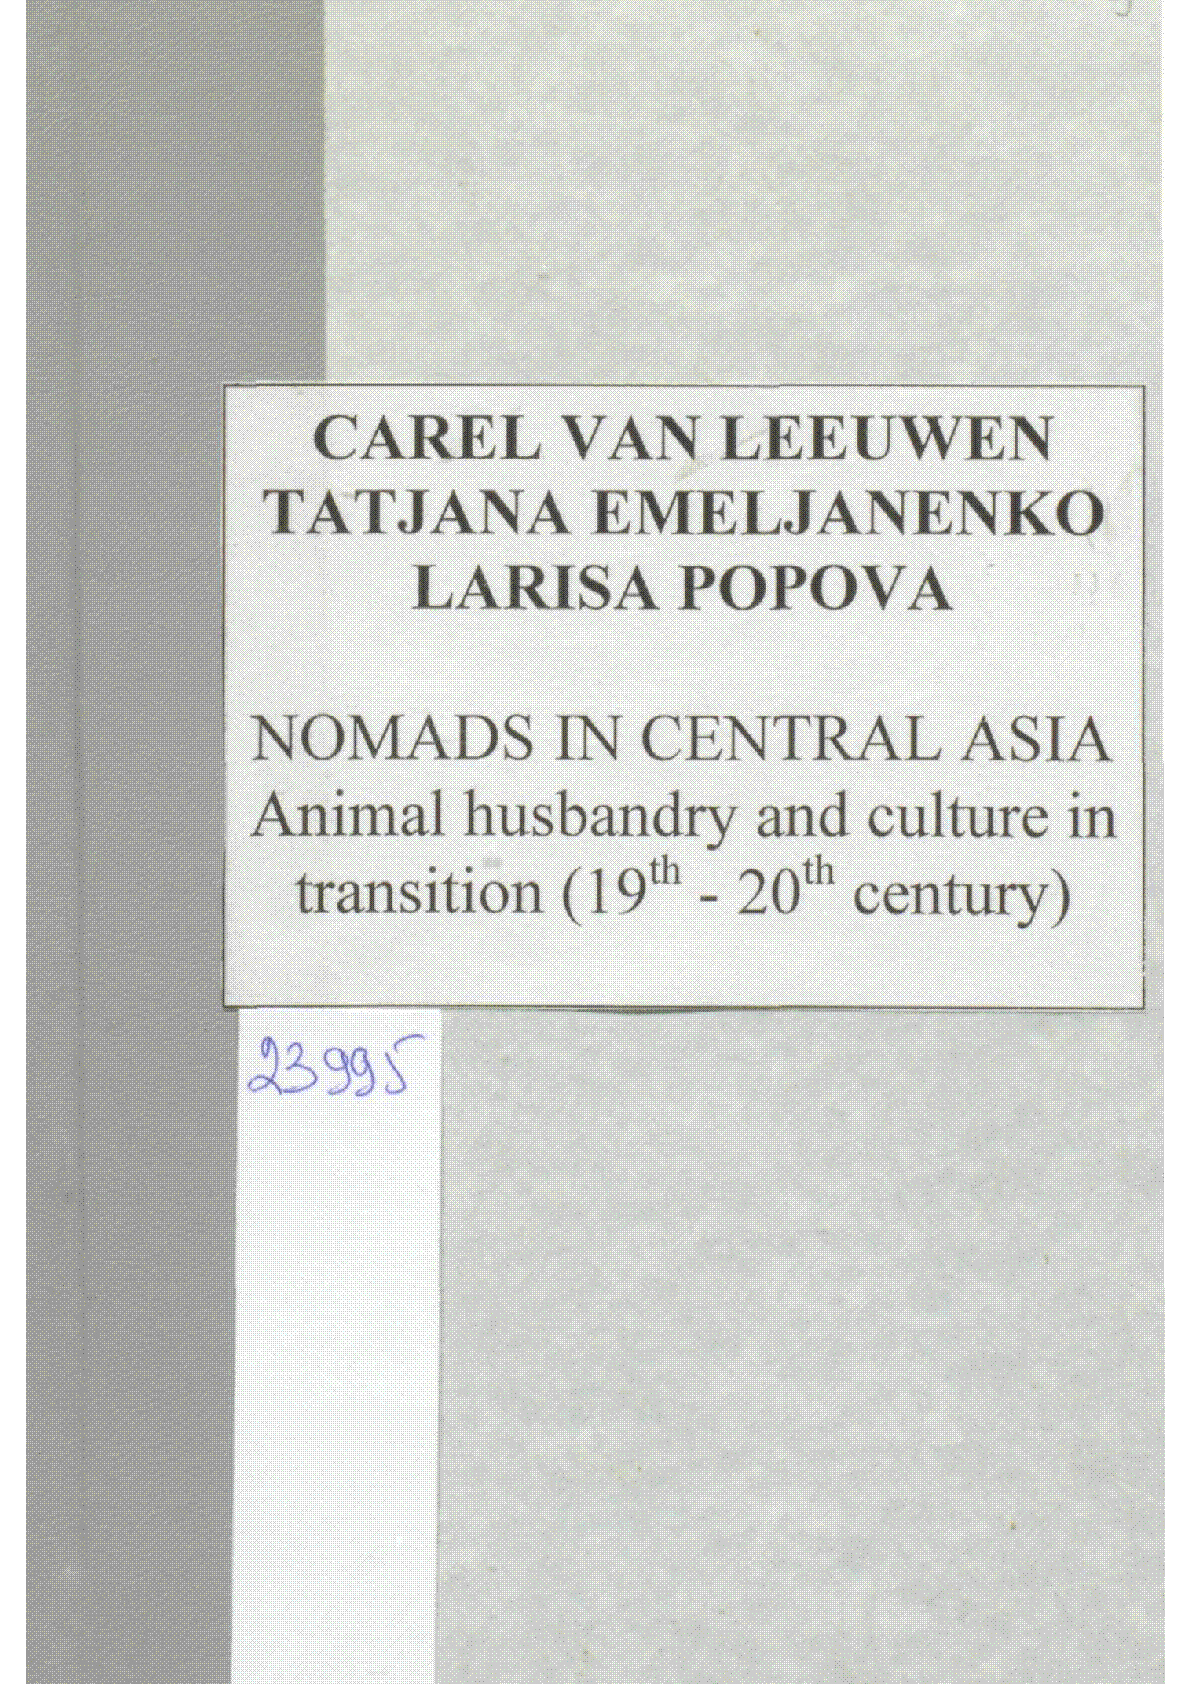 CAREL VAN LEEUWEN
TATJANA EMELJANENKO
LARISA POPOVA
NOMADS IN CENTRAL ASIA
Animal husbandry and culture in
transition (19th - 20th century)
23995